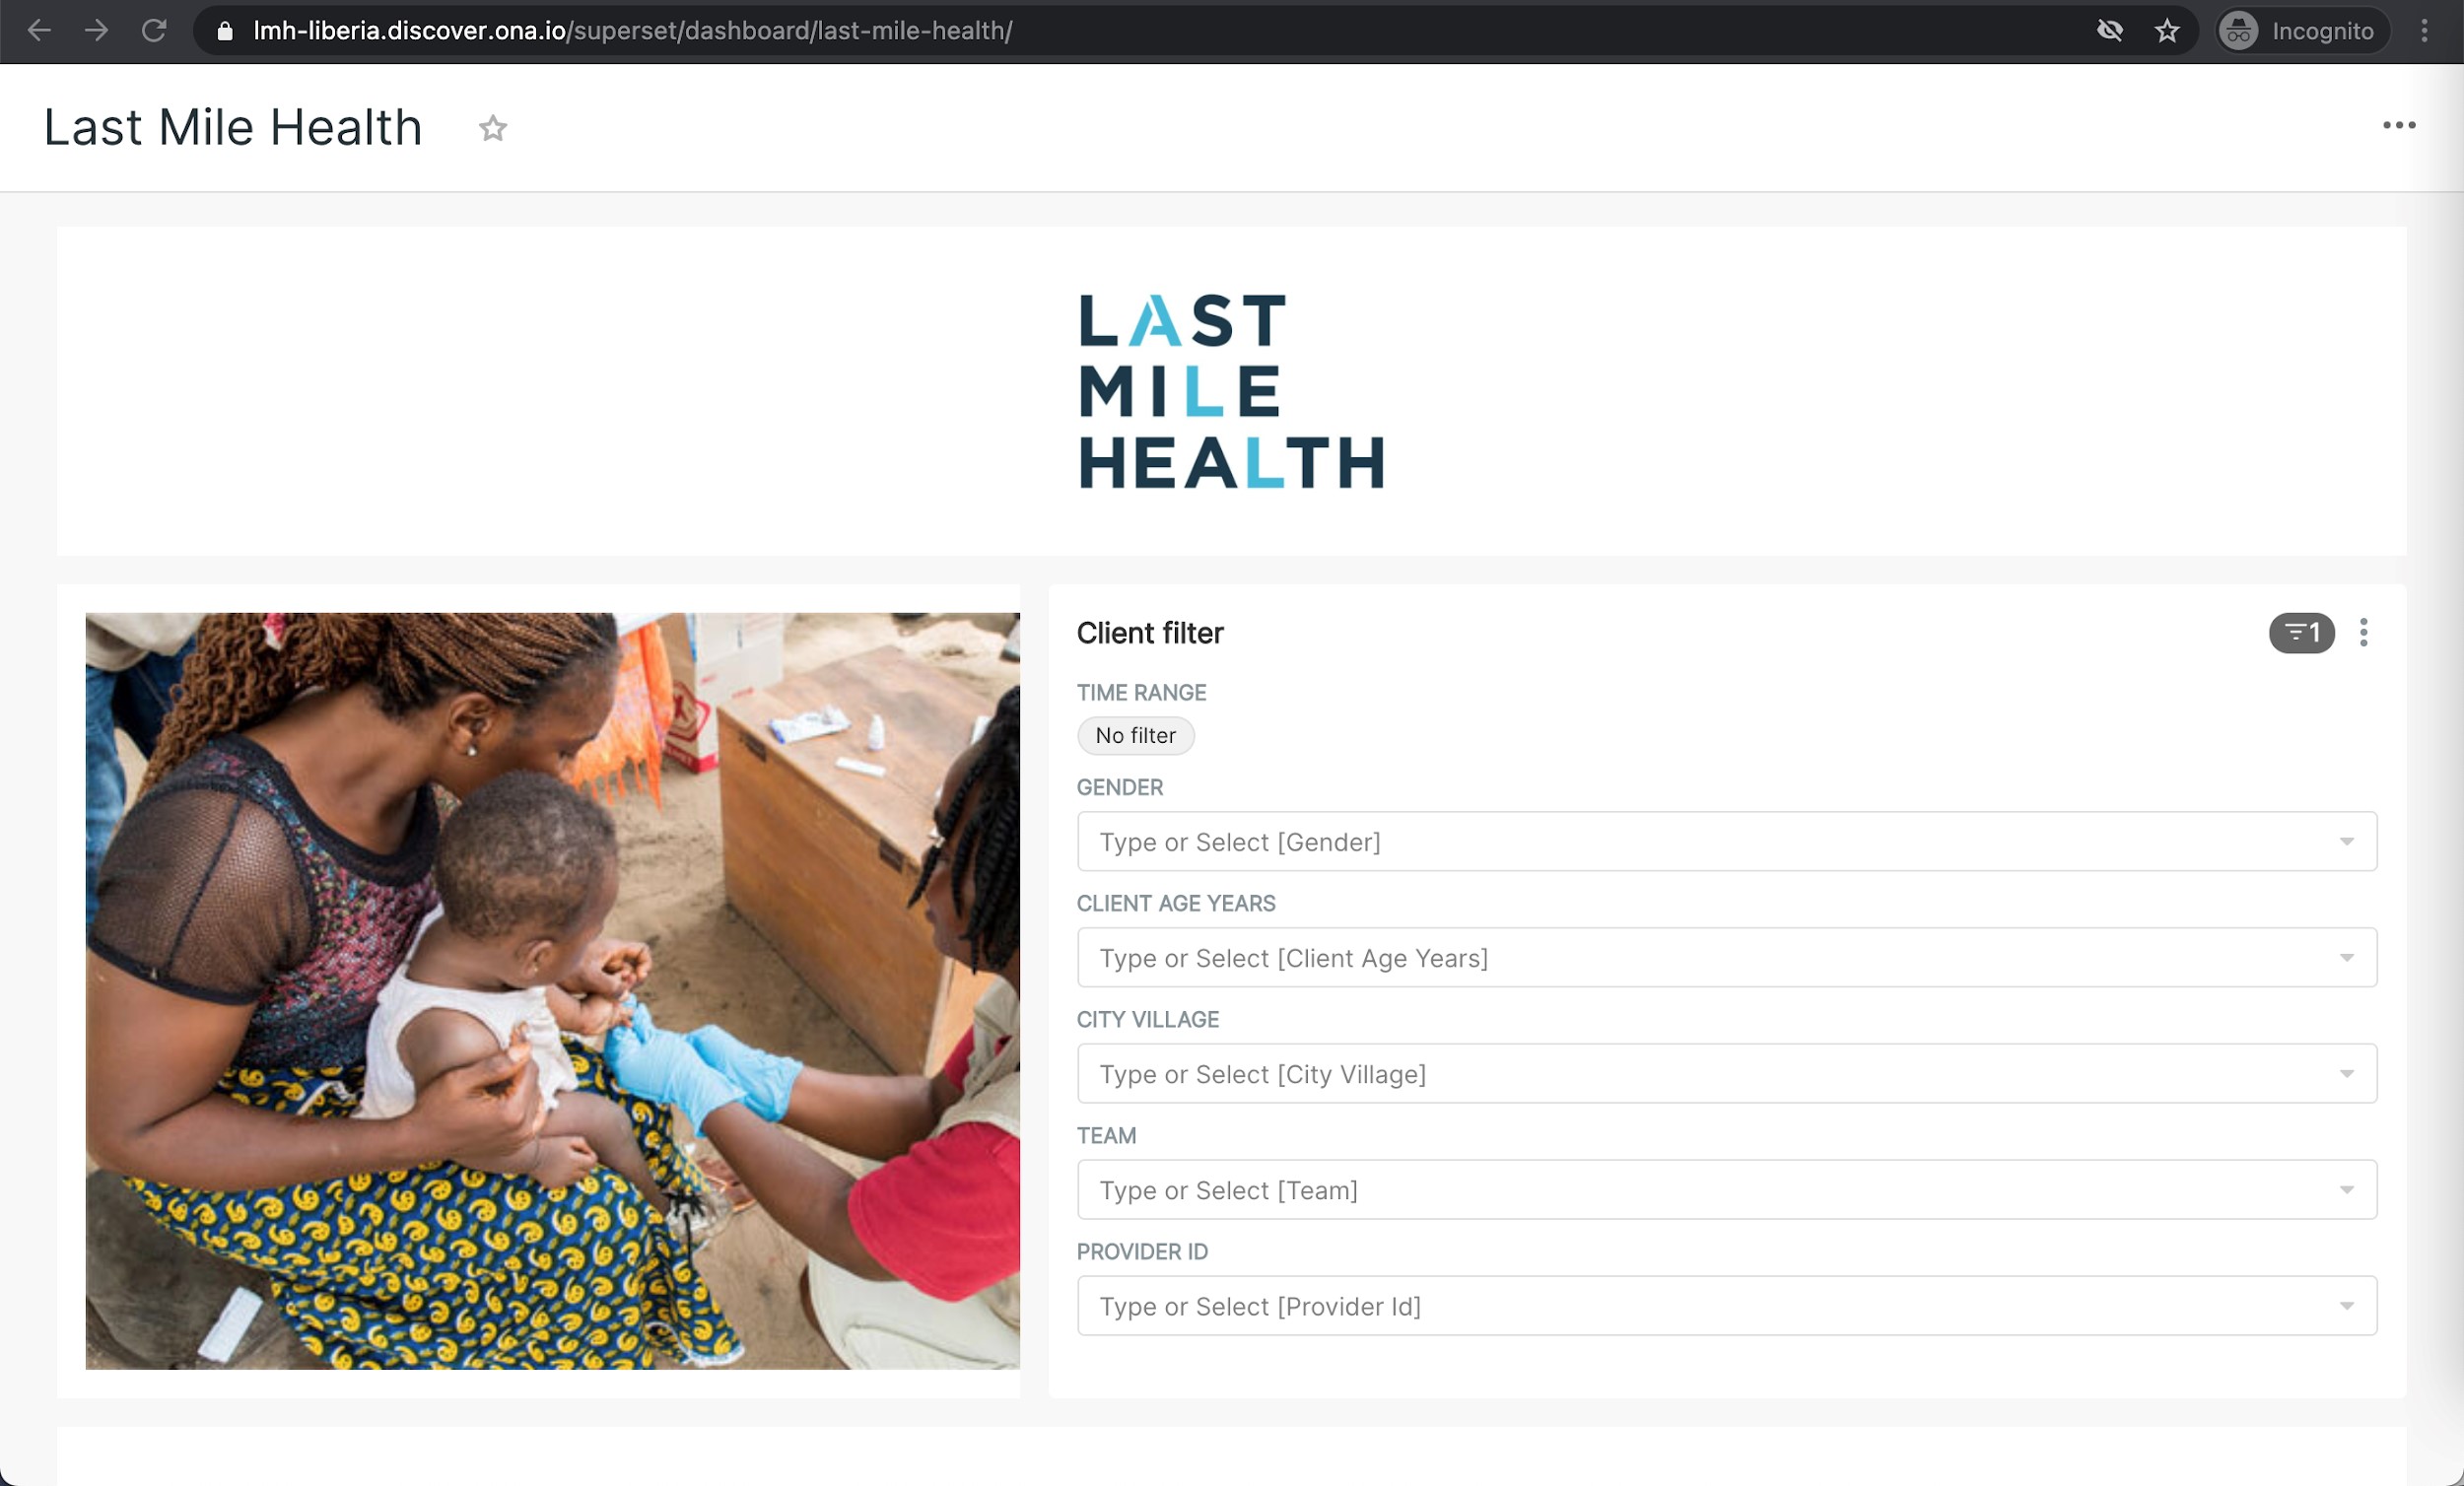 lmh-liberia.discover.ona.io/superset/dashboard/last-mile-health/
Incognito
Last Mile Health
LAST
MILE
HEALTH
Client filter
1
TIME RANGE
No filter
GENDER
Type or Select [Gender]
CLIENT AGE YEARS
Type or Select [Client Age Years]
CITY VILLAGE
Type or Select [City Village]
TEAM
Type or Select [Team]
PROVIDER ID
Type or Select [Provider Id]